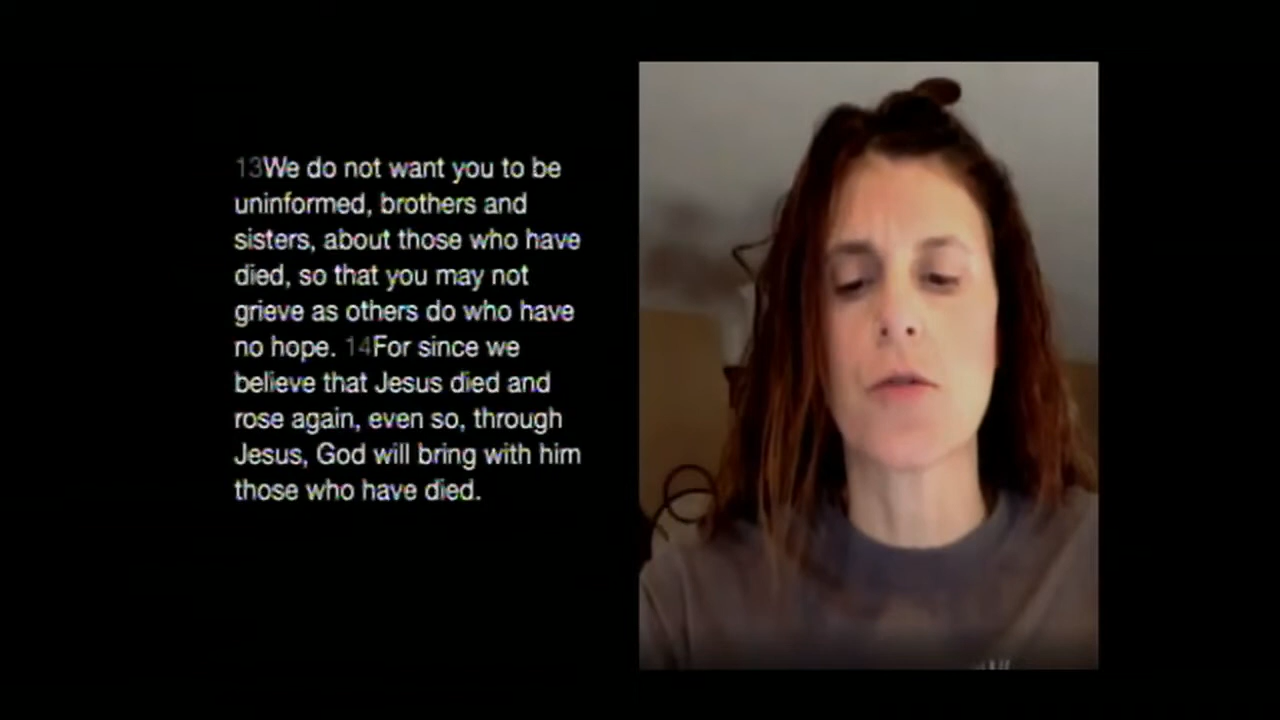 13We do not want you to be
uninformed, brothers and
sisters, about those who have
died, so that you may not
grieve as others do who have
no hope. 14For since we
believe that Jesus died and
rose again, even so, through
Jesus, God will bring with him
those who have died.